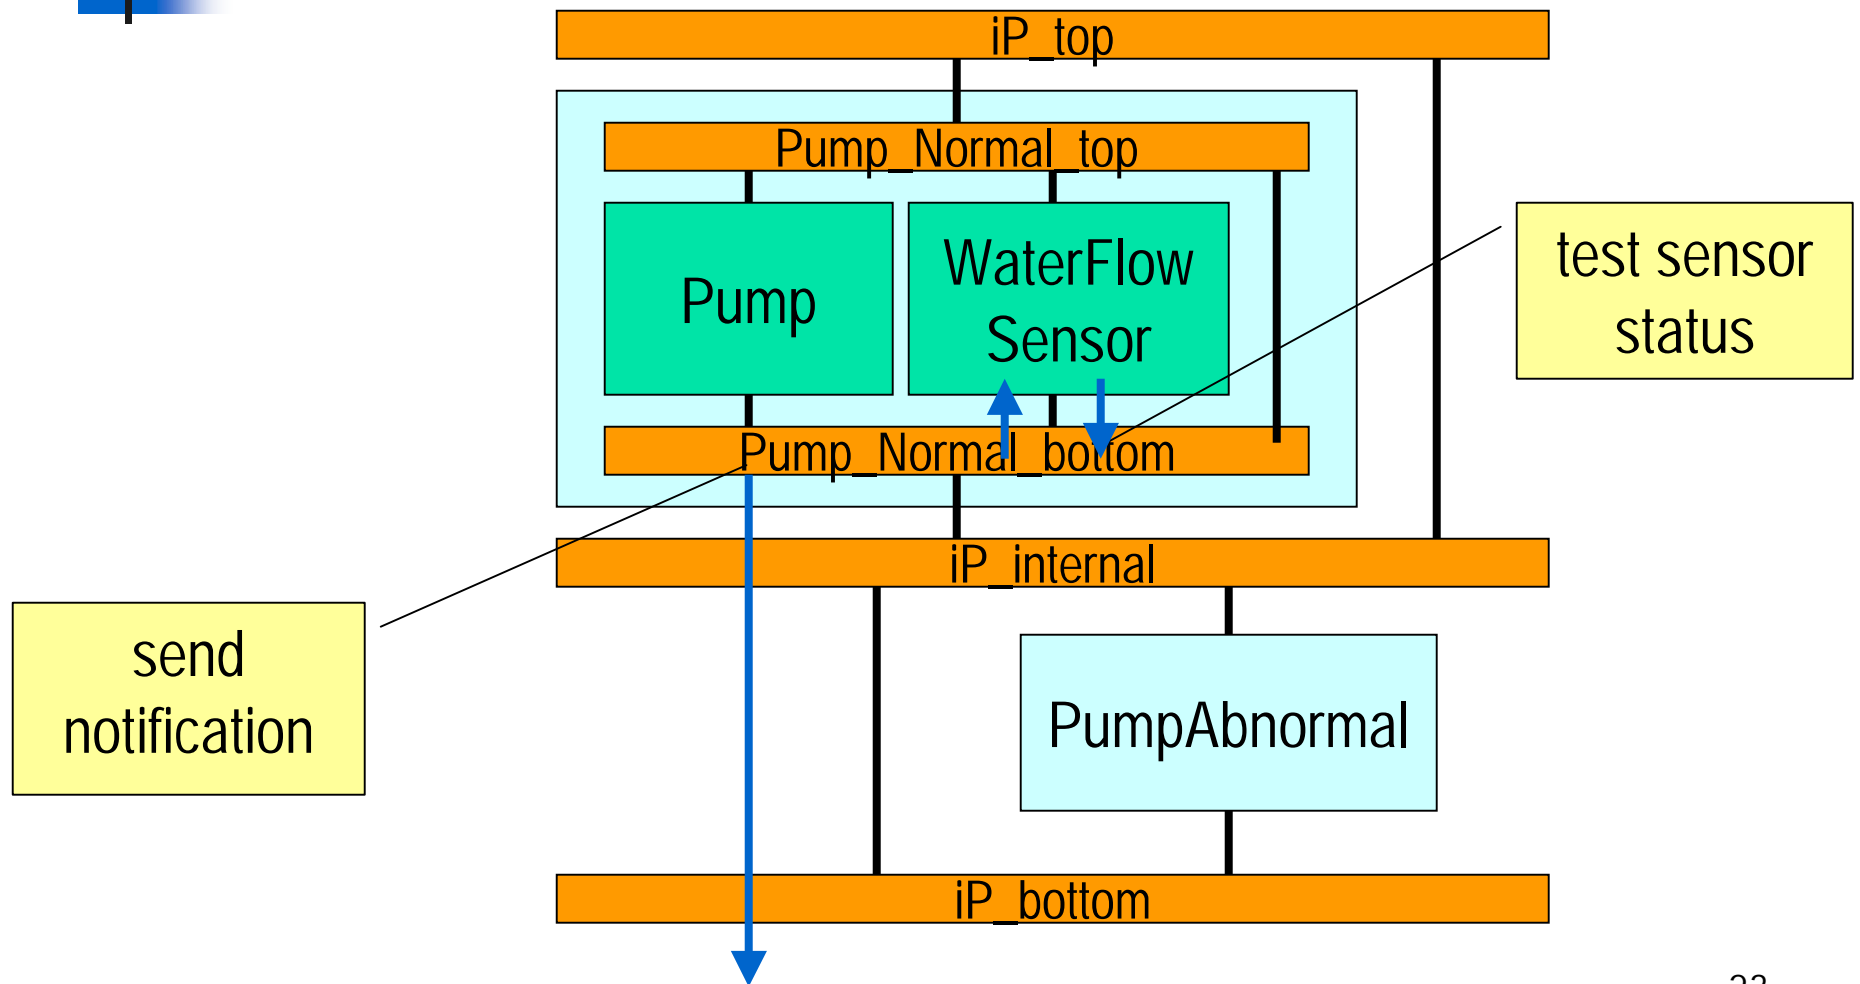 iP_top
Pump_Normal_top
Pump
WaterFlow
Sensor
test sensor
status
Pump_Normal_bottom
iP_internal
send
notification
PumpAbnormal
iP_bottom